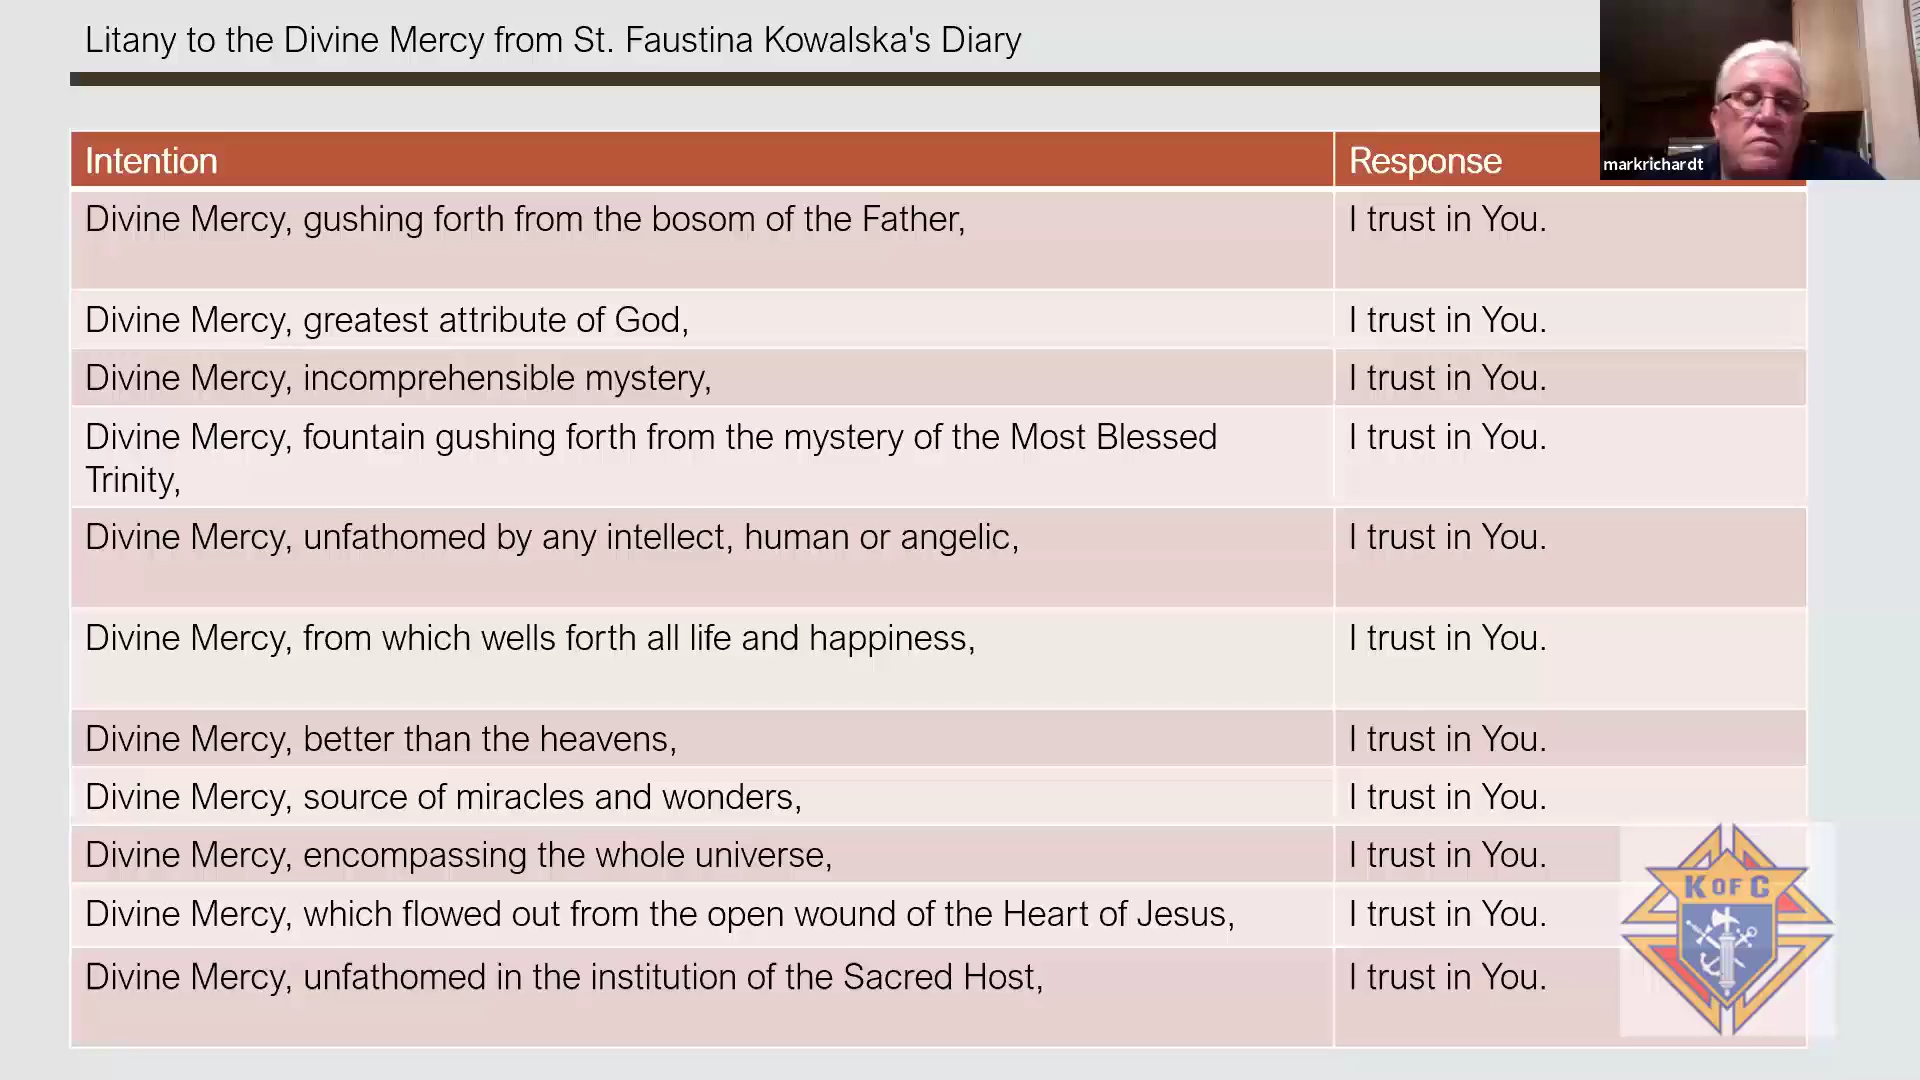 Litany to the Divine Mercy from St. Faustina Kowalska's Diary
markrichardt
Intention Response
Divine Mercy, gushing forth from the bosom of the Father, I trust in You.
Divine Mercy, greatest attribute of God, I trust in You.
Divine Mercy, incomprehensible mystery, I trust in You.
Divine Mercy, fountain gushing forth from the mystery of the Most Blessed I trust in You.
Trinity,
Divine Mercy, unfathomed by any intellect, human or angelic, I trust in You.
Divine Mercy, from which wells forth all life and happiness, I trust in You.
Divine Mercy, better than the heavens, I trust in You.
Divine Mercy, source of miracles and wonders, I trust in You.
Divine Mercy, encompassing the whole universe, I trust in You.
K OF C
Divine Mercy, which flowed out from the open wound of the Heart of Jesus, I trust in You.
Divine Mercy, unfathomed in the institution of the Sacred Host, I trust in You.